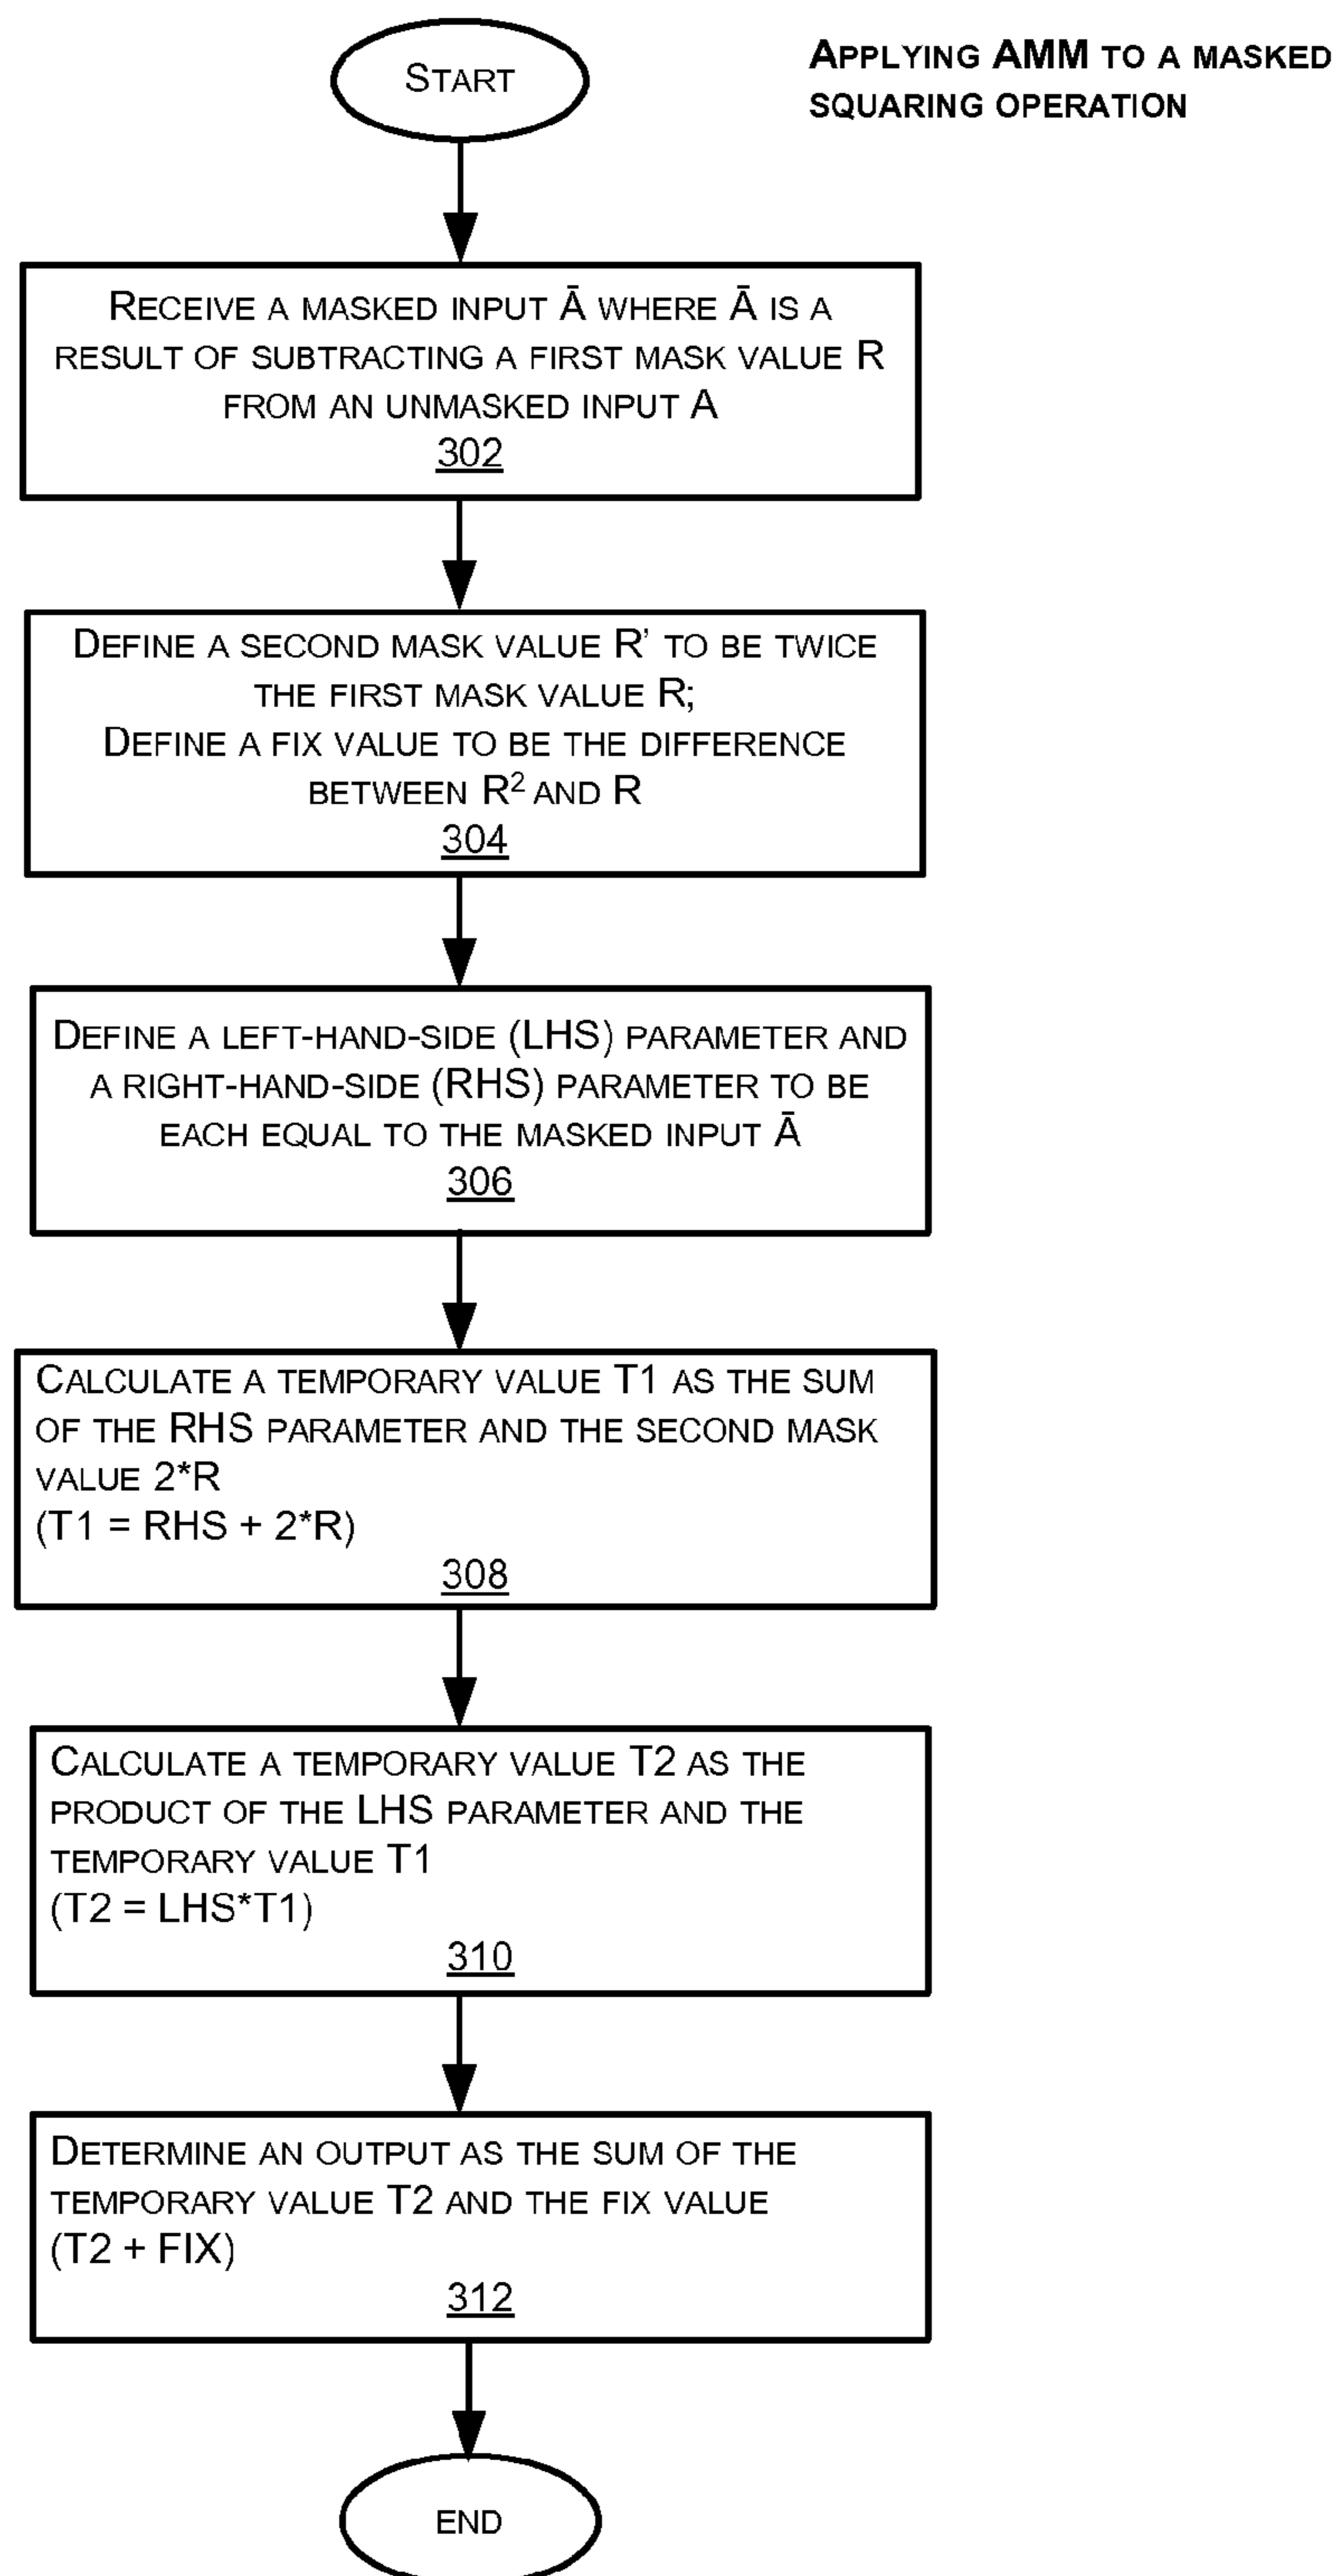 START
APPLYING AMM TO A MASKED
SQUARING OPERATION
RECEIVE A MASKED INPUT Ā WHERE Ā IS A
RESULT OF SUBTRACTING A FIRST MASK VALUE R
FROM AN UNMASKED INPUT A
302
DEFINE A SECOND MASK VALUE R’ TO BE TWICE
THE FIRST MASK VALUE R;
DEFINE A FIX VALUE TO BE THE DIFFERENCE
BETWEEN R² AND R
304
DEFINE A LEFT-HAND-SIDE (LHS) PARAMETER AND
A RIGHT-HAND-SIDE (RHS) PARAMETER TO BE
EACH EQUAL TO THE MASKED INPUT Ā
306
CALCULATE A TEMPORARY VALUE T1 AS THE SUM
OF THE RHS PARAMETER AND THE SECOND MASK
VALUE 2*R
(T1 = RHS + 2*R)
308
CALCULATE A TEMPORARY VALUE T2 AS THE
PRODUCT OF THE LHS PARAMETER AND THE
TEMPORARY VALUE T1
(T2 = LHS*T1)
310
DETERMINE AN OUTPUT AS THE SUM OF THE
TEMPORARY VALUE T2 AND THE FIX VALUE
(T2 + FIX)
312
END